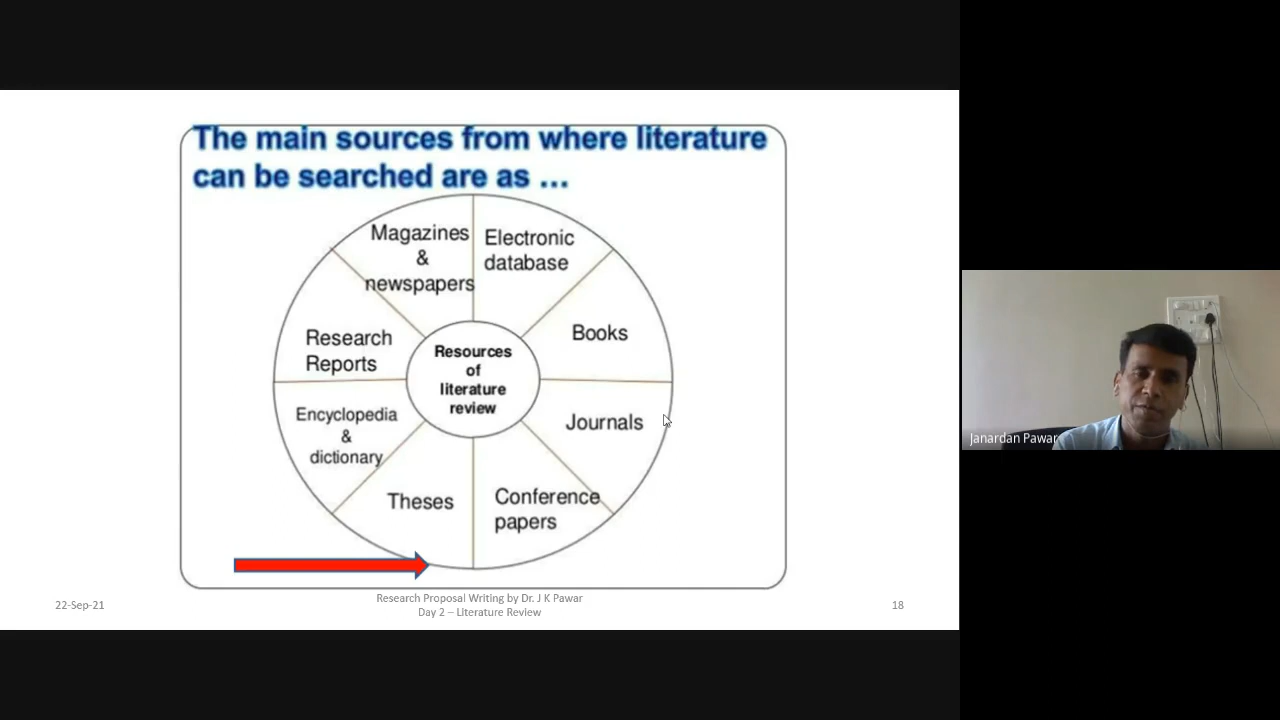 The main sources from where literature
can be searched are as ...
Magazines
&
newspapers
Electronic
database
Books
Journals
Conference
papers
Theses
Encyclopedia
&
dictionary
Research
Reports
Resources
of
literature
review
22-Sep-21
Research Proposal Writing by Dr. J K Pawar
Day 2 – Literature Review
18
Janardan Pawar